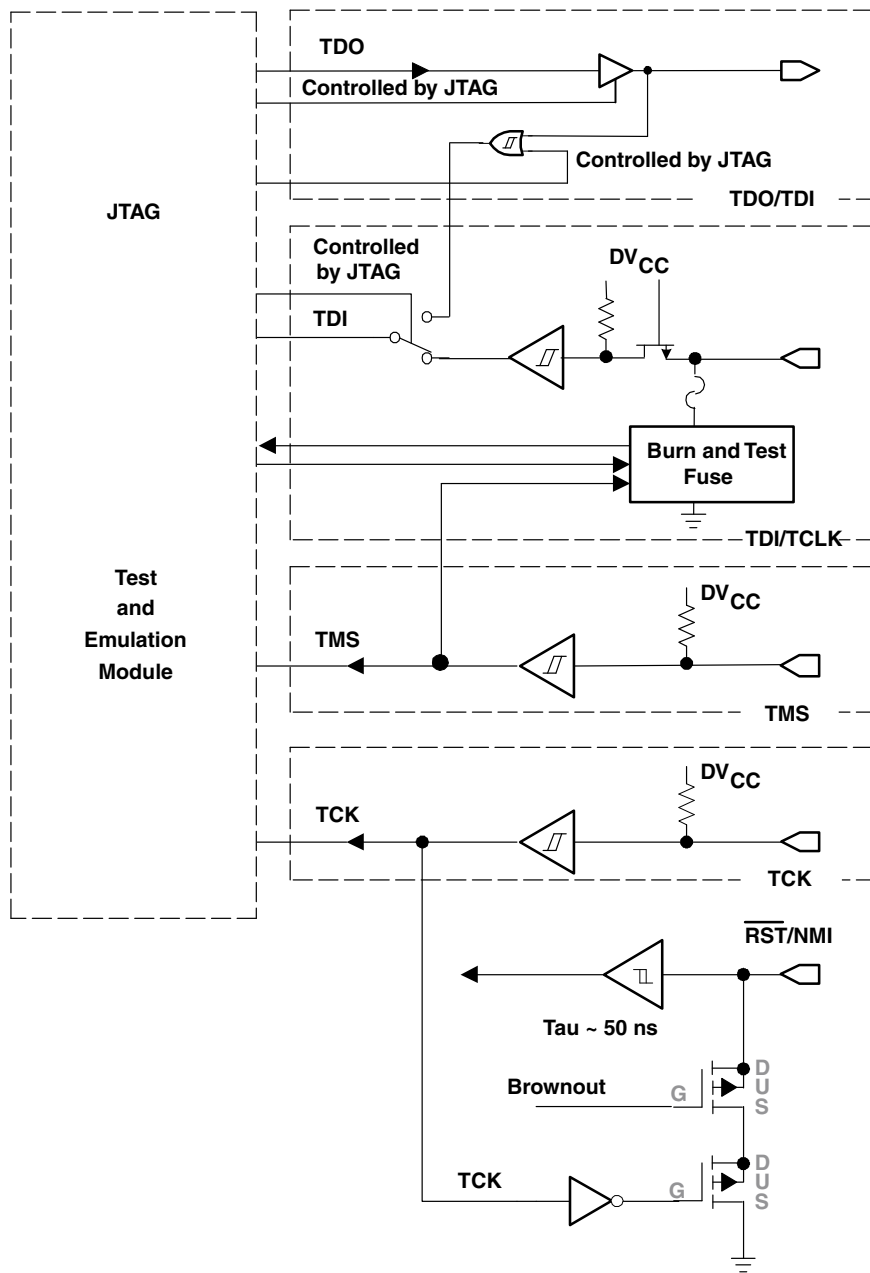 TDO
Controlled by JTAG
Controlled by JTAG
TDO/TDI
JTAG
Controlled
by JTAG
TDI
DVCC
Burn and Test
Fuse
TDI/TCLK
Test
and
Emulation
Module
TMS
DVCC
TMS
TCK
DVCC
TCK
RST/NMI
Tau ~ 50 ns
Brownout
G
D
U
S
TCK
G
D
U
S